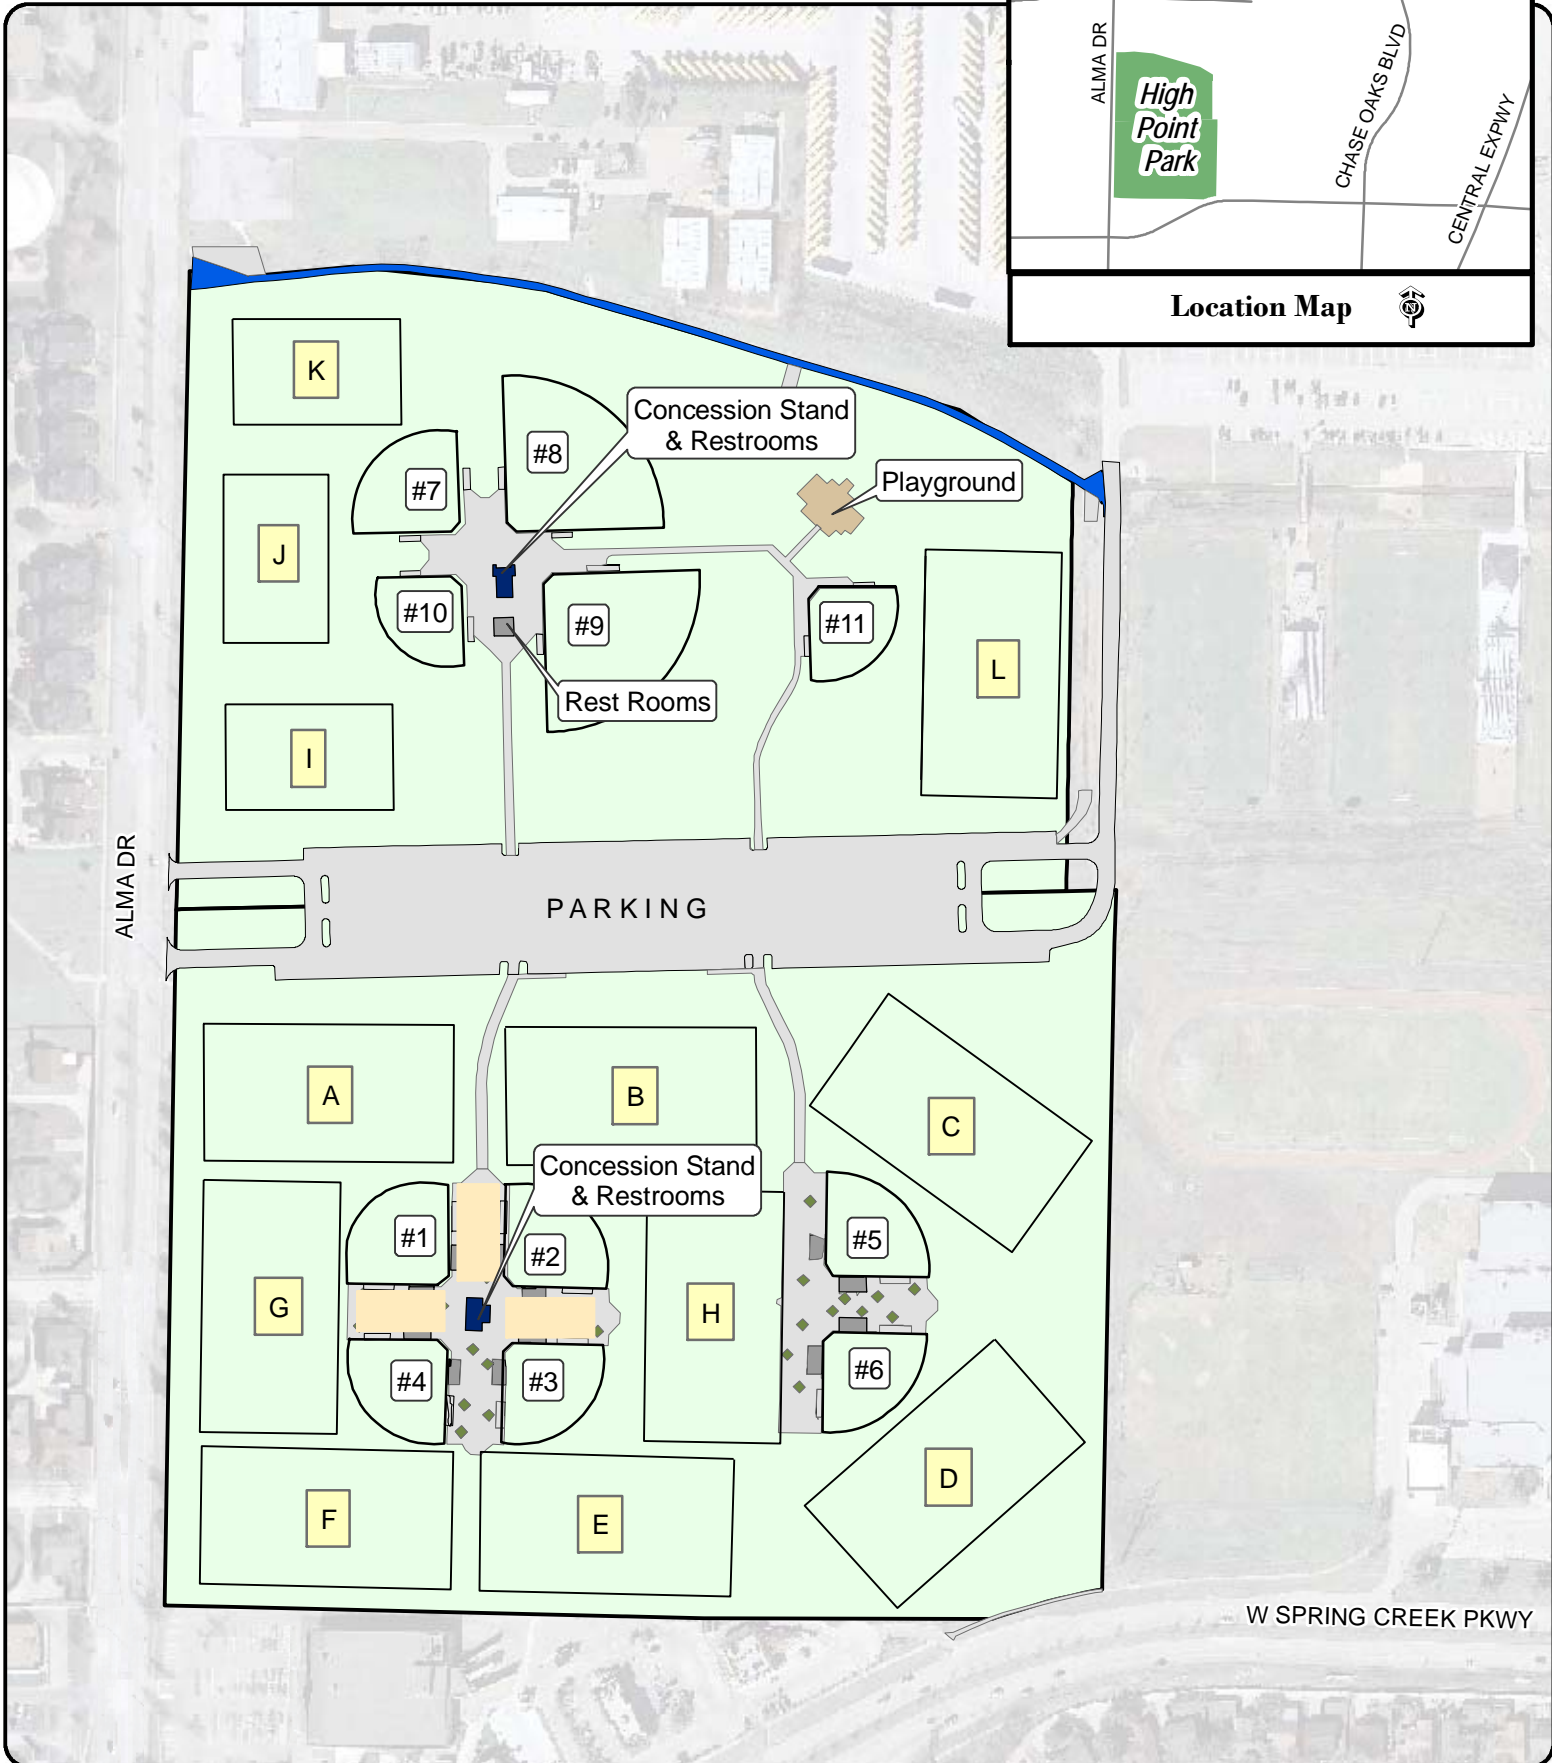 ALMA DR
High
Point
Park
CHASE OAKS BLVD
CENTRAL EXPWY
Location Map
N
K
Concession Stand
& Restrooms
#8
#7
Playground
J
#10
#9
#11
L
Rest Rooms
I
ALMA DR
PARKING
A
B
C
Concession Stand
& Restrooms
#1
#2
#5
G
H
#4
#3
#6
D
F
E
W SPRING CREEK PKWY